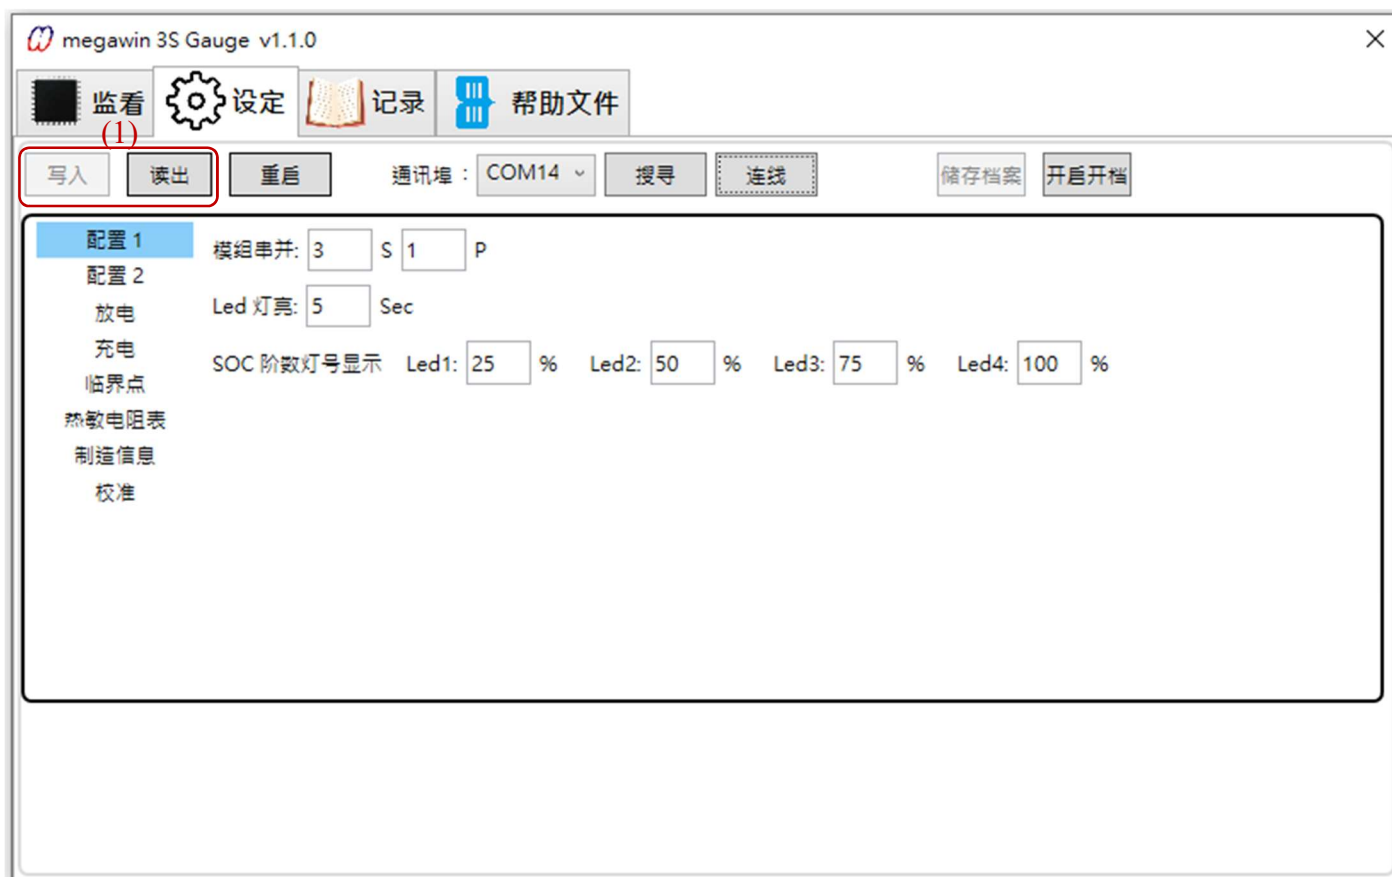 megawin 3S Gauge v1.1.0
监看 设定 记录 帮助文件
(1)
写入 读出 重启 通讯埠： COM14 搜寻 连线 储存档案 开启开档
配置 1
模组串并: 3 S 1 P
配置 2
Led 灯亮: 5 Sec
放电
充电
SOC 阶数灯号显示 Led1: 25 % Led2: 50 % Led3: 75 % Led4: 100 %
临界点
热敏电阻表
制造信息
校准